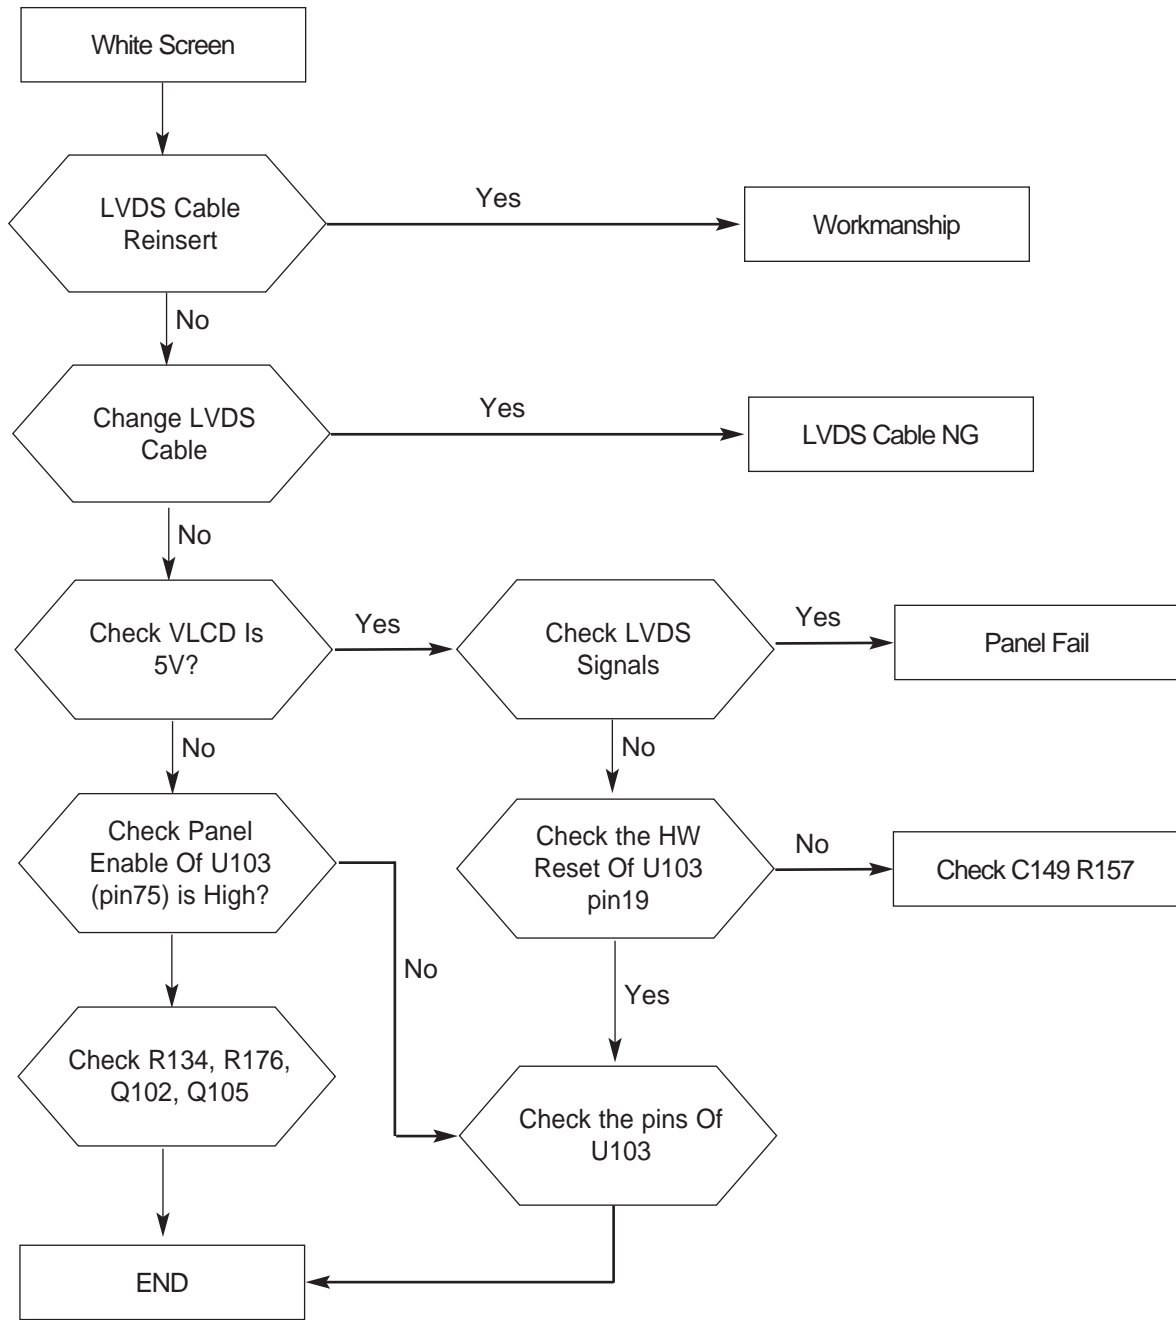 White Screen
LVDS Cable
Reinsert
Yes
Workmanship
No
Change LVDS
Cable
Yes
LVDS Cable NG
No
Check VLCD Is
5V?
Yes
Check LVDS
Signals
Yes
Panel Fail
No
No
Check Panel
Enable Of U103
(pin75) is High?
Check the HW
Reset Of U103
pin19
No
Check C149 R157
No
Yes
Check R134, R176,
Q102, Q105
Check the pins Of
U103
END